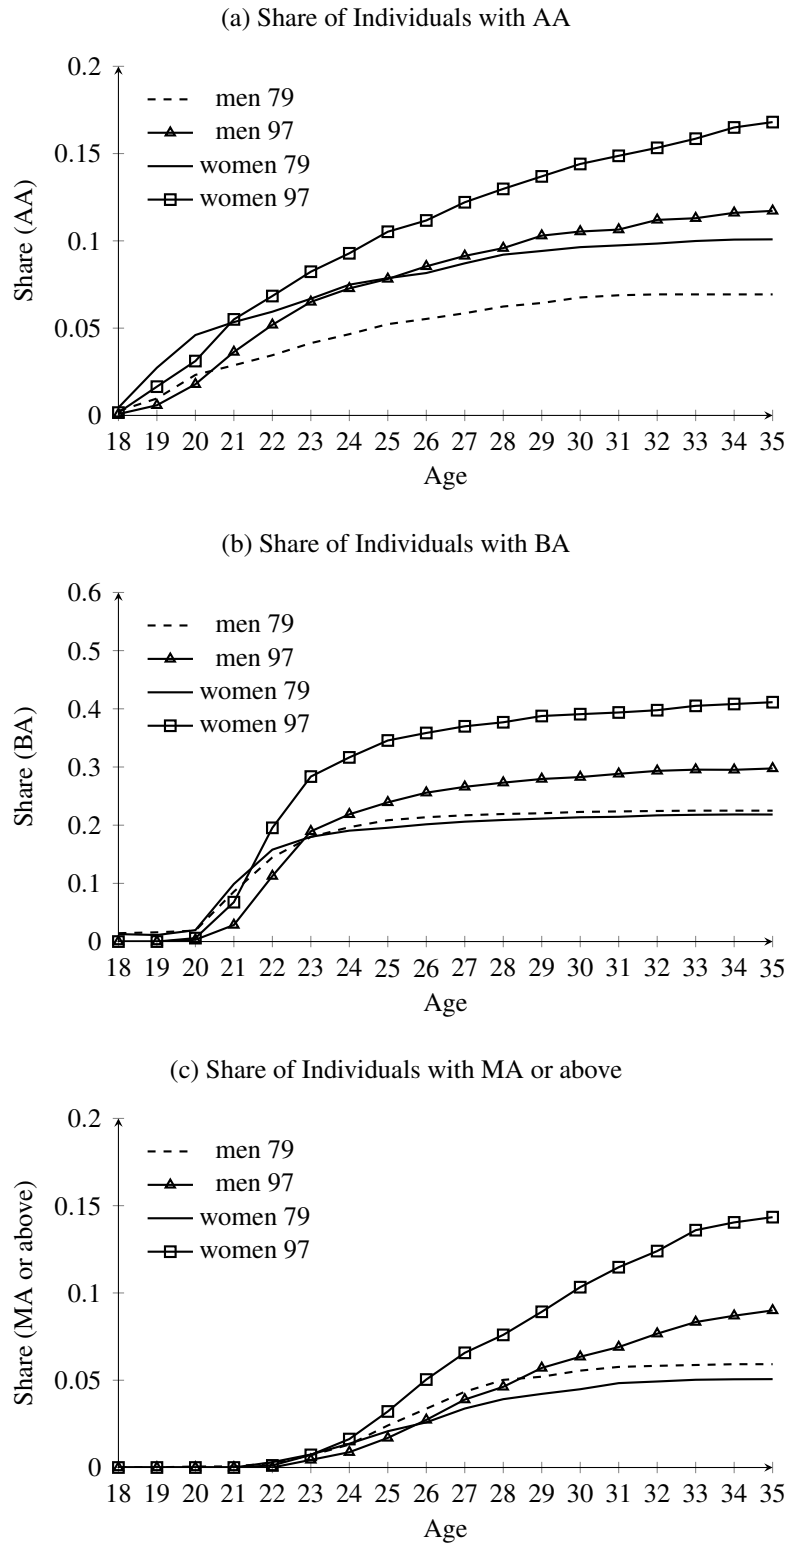 (a) Share of Individuals with AA
0.2
0.15
0.1
0.05
0
Share (AA)
men 79
men 97
women 79
women 97
18 19 20 21 22 23 24 25 26 27 28 29 30 31 32 33 34 35
Age
(b) Share of Individuals with BA
0.6
0.5
0.4
0.3
0.2
0.1
0
Share (BA)
men 79
men 97
women 79
women 97
18 19 20 21 22 23 24 25 26 27 28 29 30 31 32 33 34 35
Age
(c) Share of Individuals with MA or above
0.2
0.15
0.1
0.05
0
Share (MA or above)
men 79
men 97
women 79
women 97
18 19 20 21 22 23 24 25 26 27 28 29 30 31 32 33 34 35
Age